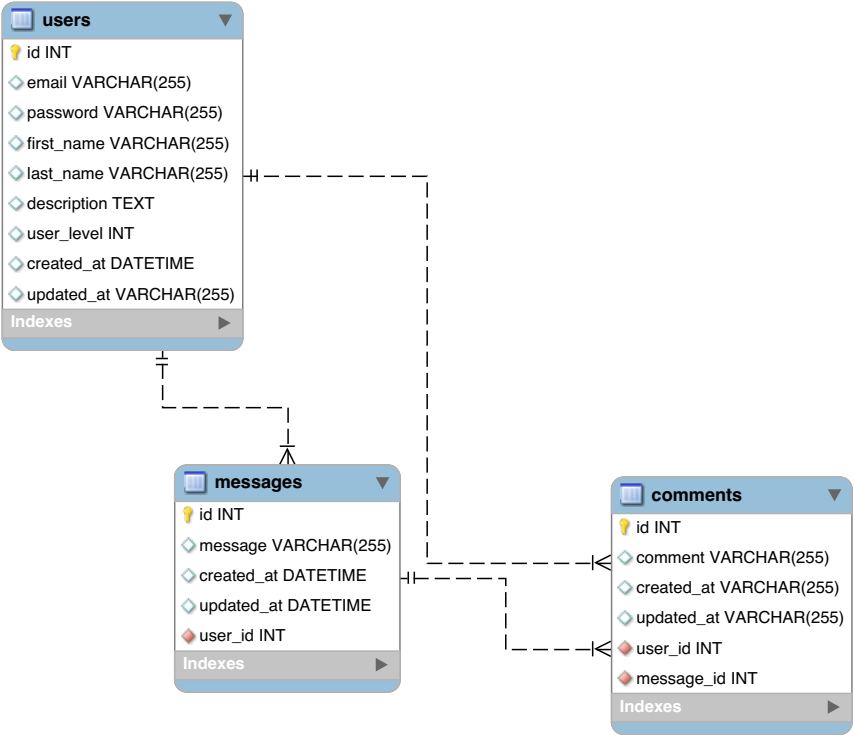 users
id INT
email VARCHAR(255)
password VARCHAR(255)
first_name VARCHAR(255)
last_name VARCHAR(255)
description TEXT
user_level INT
created_at DATETIME
updated_at VARCHAR(255)
Indexes
messages
id INT
message VARCHAR(255)
created_at DATETIME
updated_at DATETIME
user_id INT
Indexes
comments
id INT
comment VARCHAR(255)
created_at VARCHAR(255)
updated_at VARCHAR(255)
user_id INT
message_id INT
Indexes